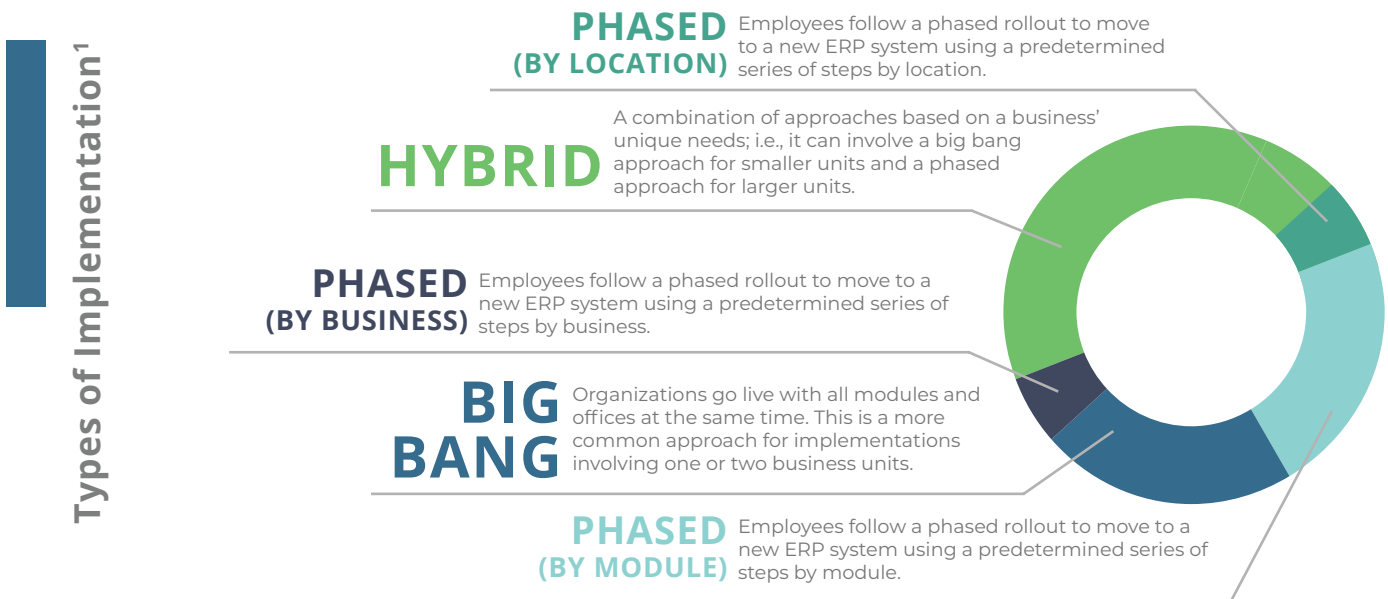 Types of Implementation¹
PHASED
(BY LOCATION)
Employees follow a phased rollout to move
to a new ERP system using a predetermined
series of steps by location.
HYBRID
A combination of approaches based on a business’
unique needs; i.e., it can involve a big bang
approach for smaller units and a phased
approach for larger units.
PHASED
(BY BUSINESS)
Employees follow a phased rollout to move to a
new ERP system using a predetermined series of
steps by business.
BIG
BANG
Organizations go live with all modules and
offices at the same time. This is a more
common approach for implementations
involving one or two business units.
PHASED
(BY MODULE)
Employees follow a phased rollout to move to a
new ERP system using a predetermined series of
steps by module.